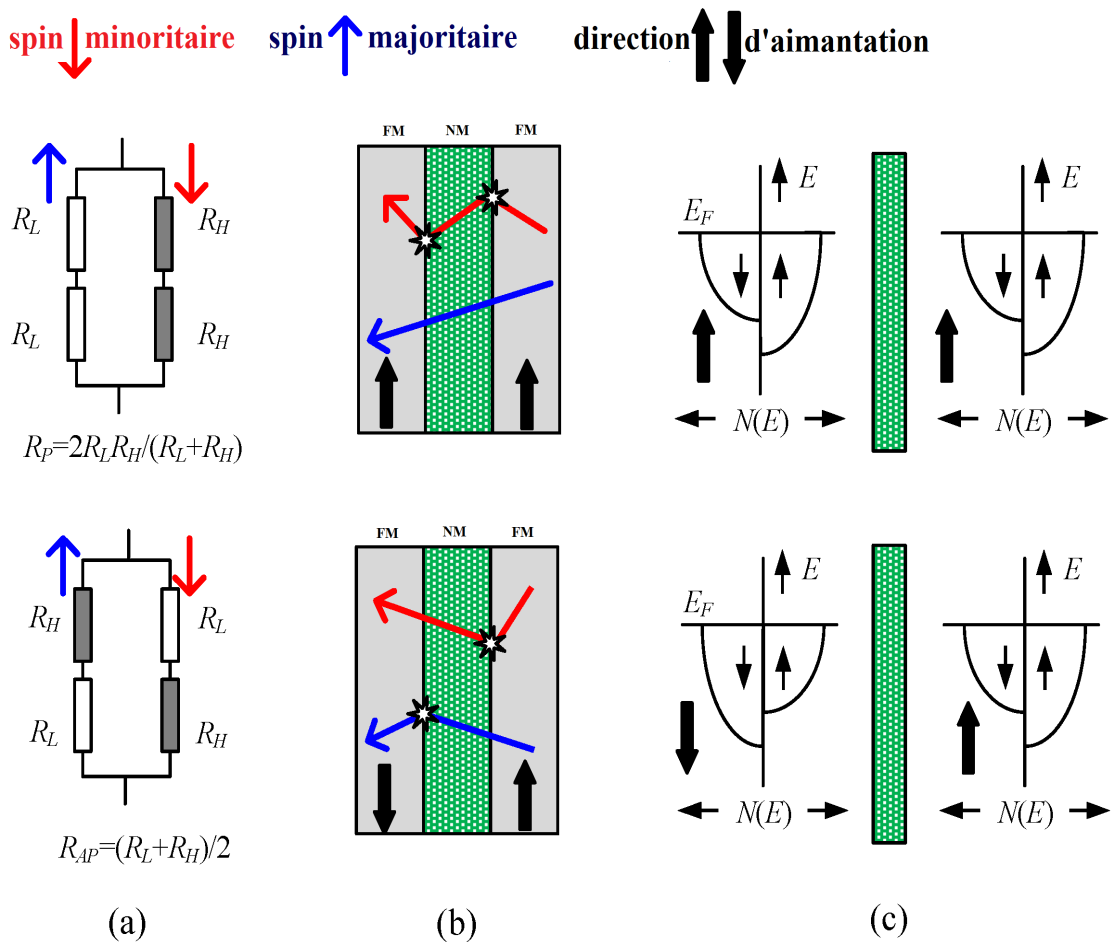 spin minoritaire
spin majoritaire
direction d'aimantation
R_L
R_H
R_L
R_H
R_P=2R_LR_H/(R_L+R_H)
FM NM FM
E
E_F
N(E)
E
N(E)
R_H
R_L
R_L
R_H
R_AP=(R_L+R_H)/2
FM NM FM
E
E_F
N(E)
E
N(E)
(a)
(b)
(c)